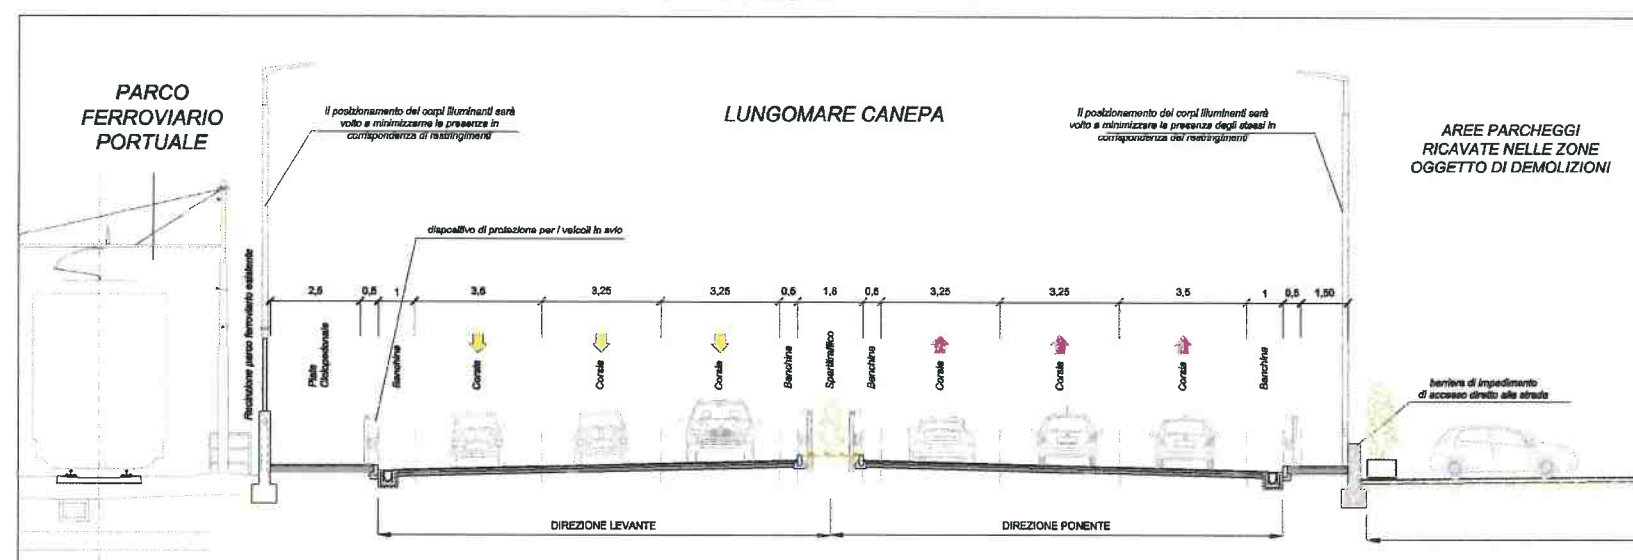 PARCO
FERROVIARIO
PORTUALE
Il posizionamento dei corpi illuminanti sarà
volto a minimizzarne la presenza in
corrispondenza di restringimenti
LUNGOMARE CANEPA
Il posizionamento dei corpi illuminanti sarà
volto a minimizzare la presenza degli stessi in
corrispondenza dei restringimenti
AREE PARCHEGGI
RICAVATE NELLE ZONE
OGGETTO DI DEMOLIZIONI
dispositivo di protezione per i veicoli in svio
Recinzione parco ferroviario esistente
2,5 0,5 1 3,5 3,25 3,25 0,5 1,8 0,5 3,25 3,25 3,5 1 0,5 1,50
Pista
Ciclopedonale
Banchina
Corsia
Corsia
Corsia
Banchina
Spartitraffico
Banchina
Corsia
Corsia
Corsia
Banchina
barriera di impedimento
di accesso diretto alla strada
DIREZIONE LEVANTE
DIREZIONE PONENTE